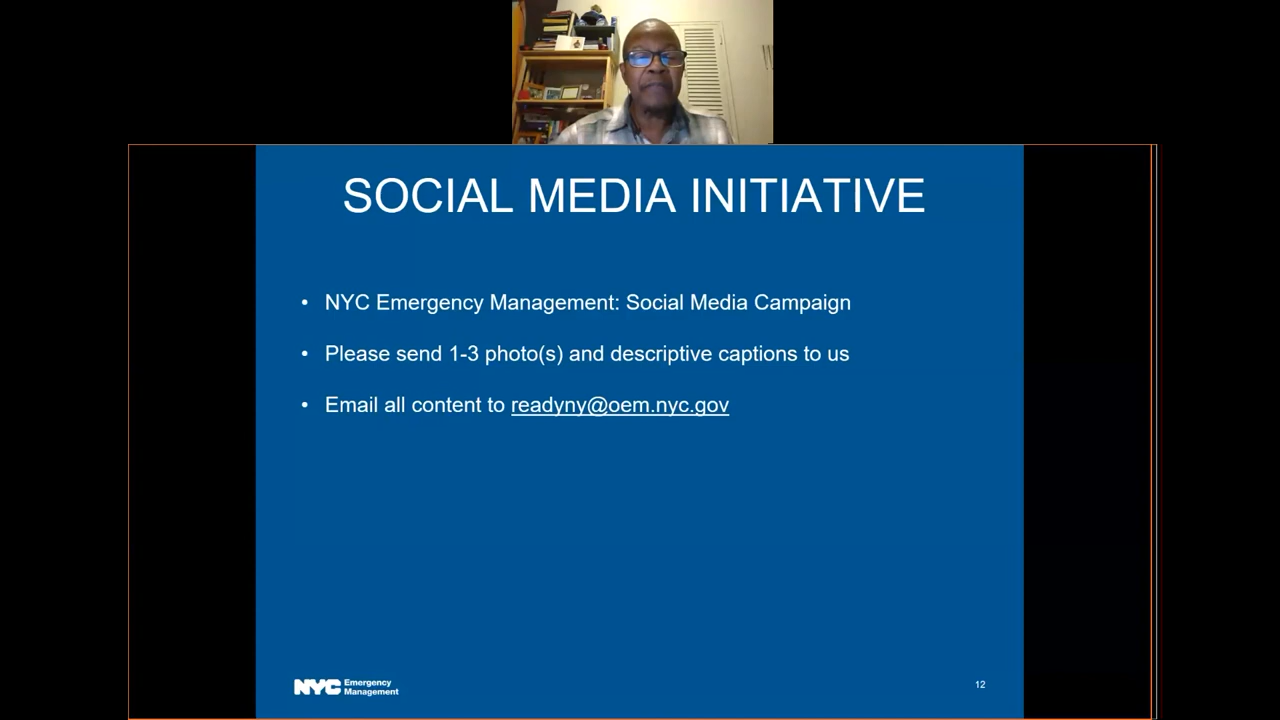 SOCIAL MEDIA INITIATIVE
• NYC Emergency Management: Social Media Campaign
• Please send 1-3 photo(s) and descriptive captions to us
• Email all content to readyny@oem.nyc.gov
NYC Emergency
Management
12